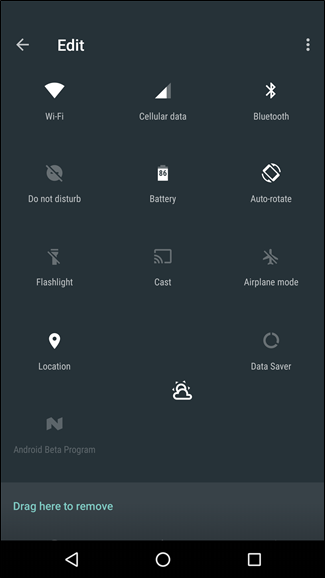 Edit
Wi-Fi
Cellular data
Bluetooth
Do not disturb
86
Battery
Auto-rotate
Flashlight
Cast
Airplane mode
Location
Data Saver
Android Beta Program
Drag here to remove